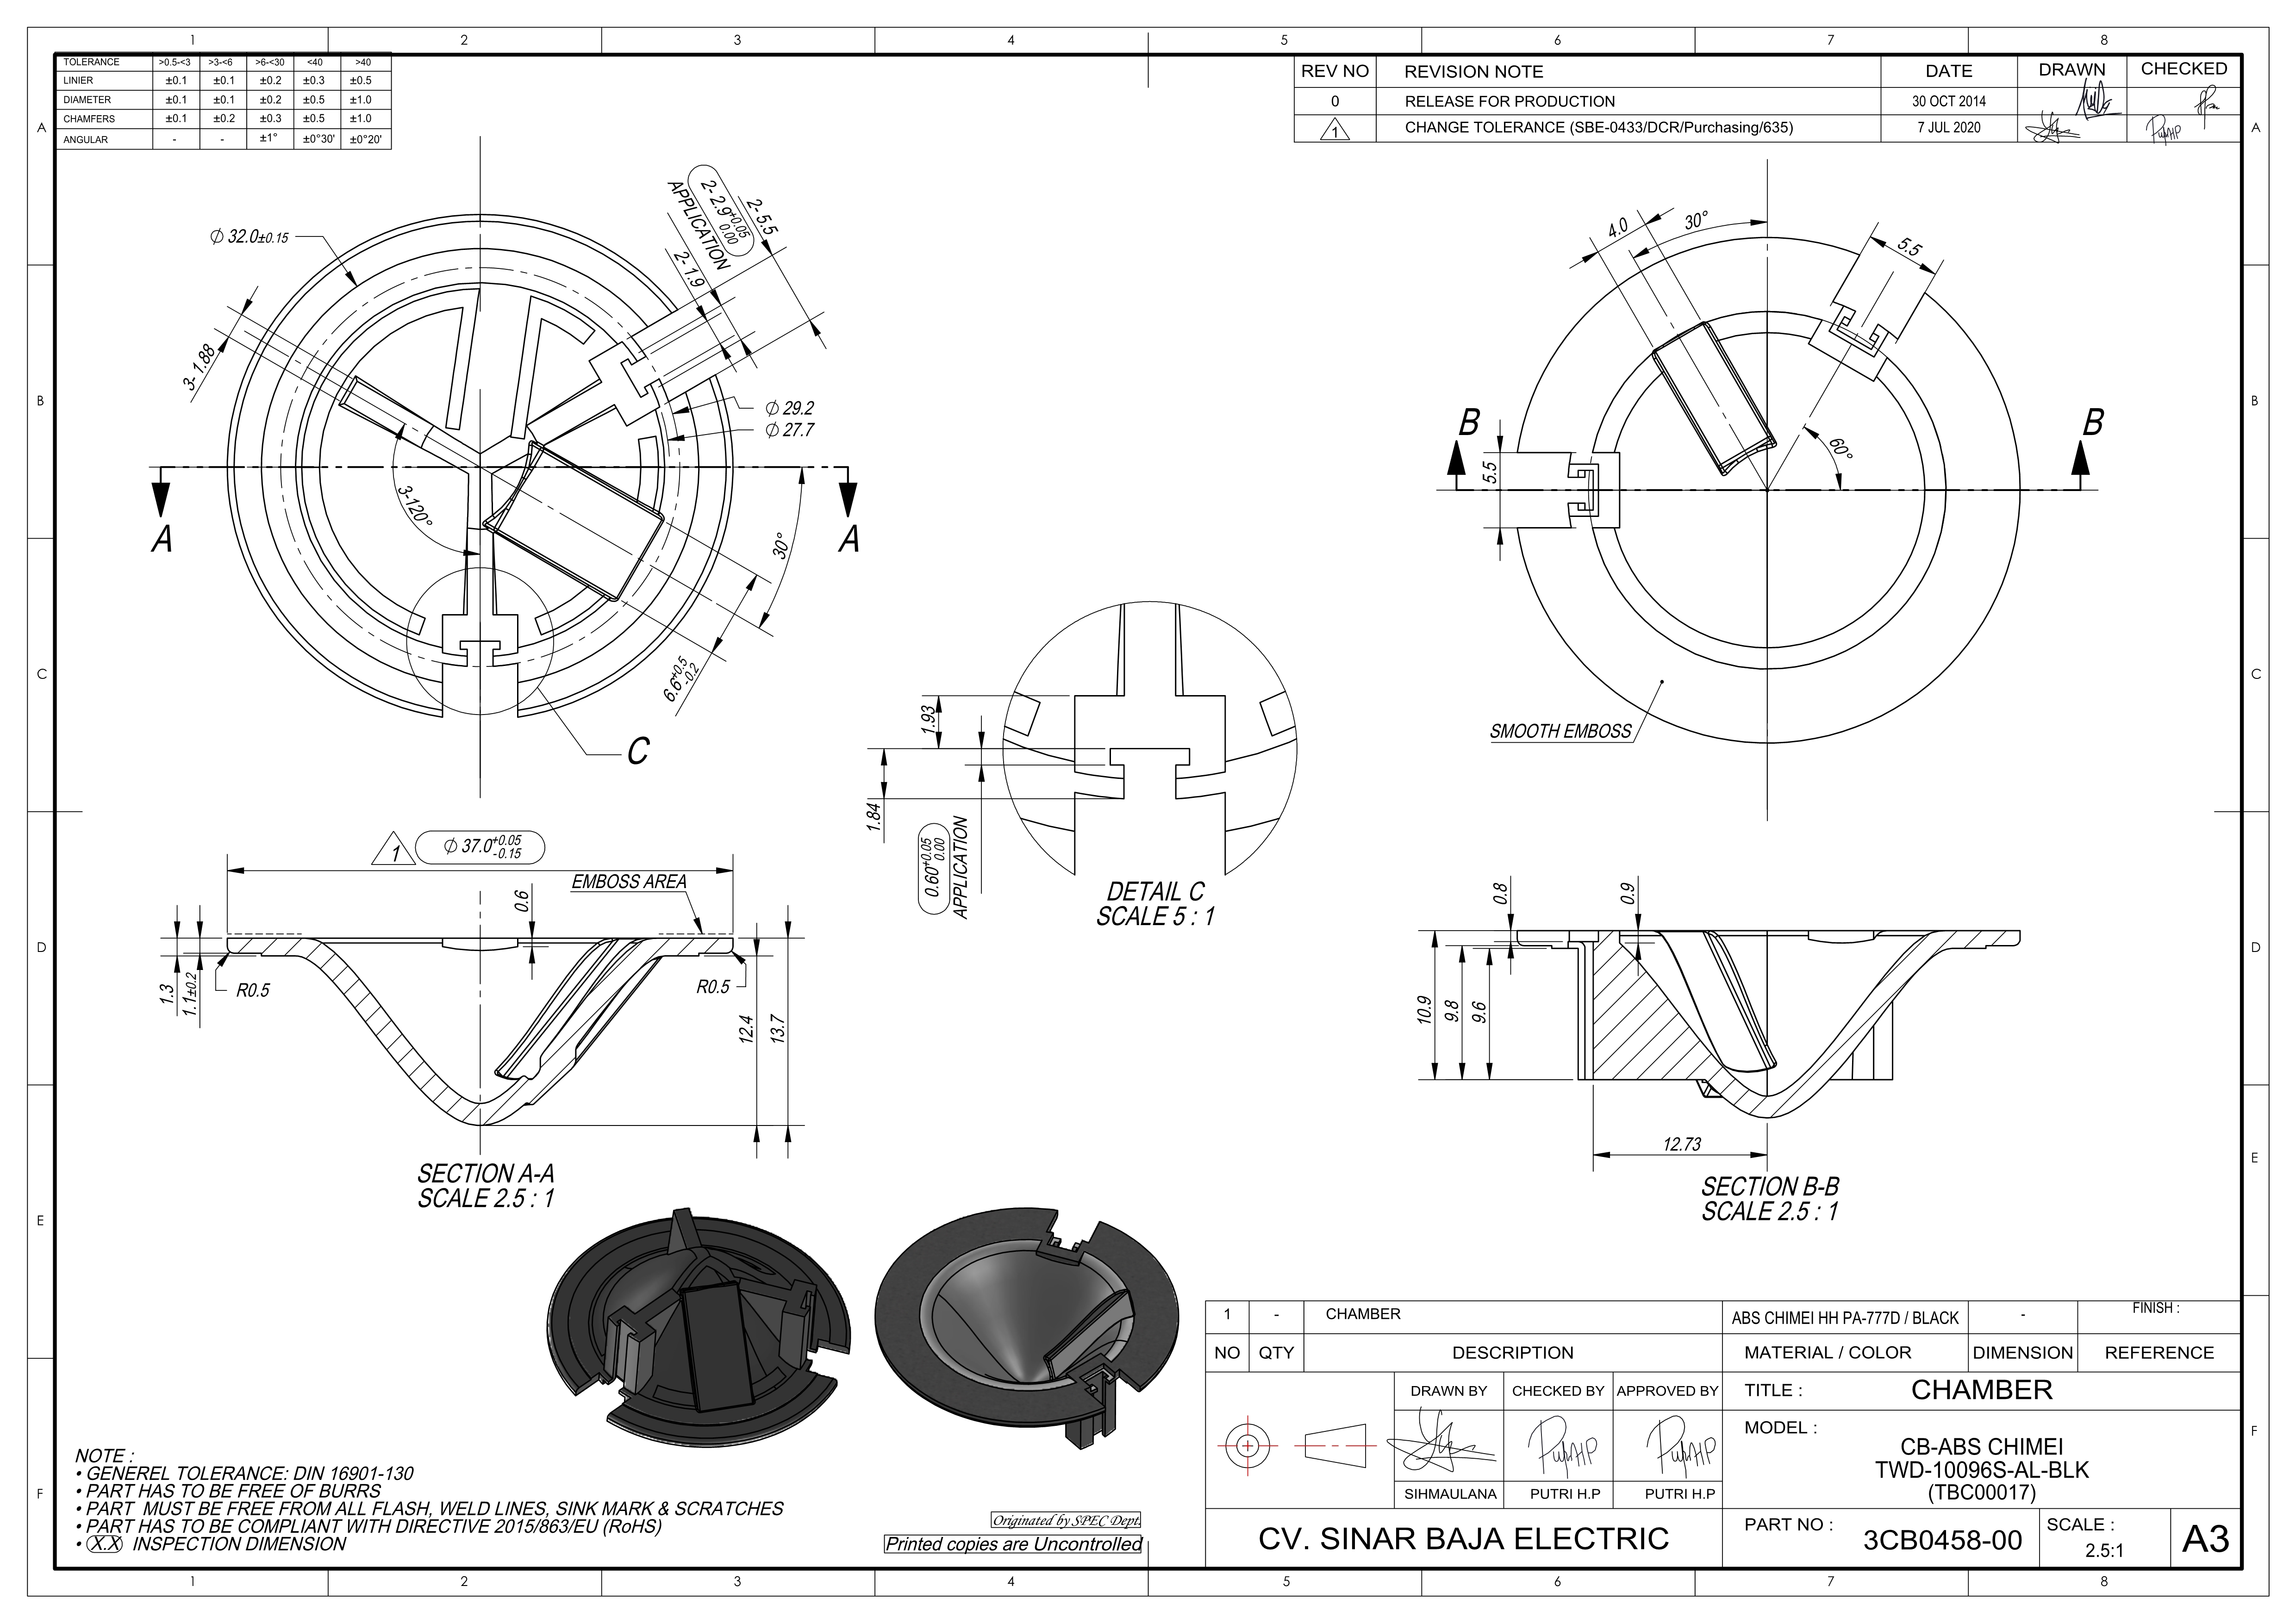 1 2 3 4 5 6 7 8
TOLERANCE >0.5-<3 >3-<6 >6-<30 <40 >40
LINIER ±0.1 ±0.1 ±0.2 ±0.3 ±0.5
DIAMETER ±0.1 ±0.1 ±0.2 ±0.5 ±1.0
CHAMFERS ±0.1 ±0.2 ±0.3 ±0.5 ±1.0
ANGULAR - - ±1° ±0°30' ±0°20'
REV NO REVISION NOTE DATE DRAWN CHECKED
0 RELEASE FOR PRODUCTION 30 OCT 2014
1 CHANGE TOLERANCE (SBE-0433/DCR/Purchasing/635) 7 JUL 2020
A A
B B
C C
D D
E E
F F
∅ 32.0±0.15
2- 2.9+0.05 0.00
APPLICATION
2- 5.5
2- 1.9
3- 1.88
∅ 29.2
∅ 27.7
3-120°
30°
6.6+0.5 -0.2
A A
C
4.0
30°
5.5
60°
5.5
B B
SMOOTH EMBOSS
1.93
1.84
0.60+0.05 0.00
APPLICATION
DETAIL C
SCALE 5 : 1
1 ∅ 37.0+0.05 -0.15
EMBOSS AREA
0.6
1.3
1.1±0.2
R0.5
R0.5
12.4
13.7
SECTION A-A
SCALE 2.5 : 1
0.8
0.9
10.9
9.8
9.6
12.73
SECTION B-B
SCALE 2.5 : 1
NOTE :
• GENEREL TOLERANCE: DIN 16901-130
• PART HAS TO BE FREE OF BURRS
• PART MUST BE FREE FROM ALL FLASH, WELD LINES, SINK MARK & SCRATCHES
• PART HAS TO BE COMPLIANT WITH DIRECTIVE 2015/863/EU (RoHS)
• X.X INSPECTION DIMENSION
Originated by SPEC Dept.
Printed copies are Uncontrolled
1 - CHAMBER ABS CHIMEI HH PA-777D / BLACK - FINISH :
NO QTY DESCRIPTION MATERIAL / COLOR DIMENSION REFERENCE
DRAWN BY CHECKED BY APPROVED BY
SIHMAULANA PUTRI H.P PUTRI H.P
TITLE : CHAMBER
MODEL :
CB-ABS CHIMEI
TWD-10096S-AL-BLK
(TBC00017)
CV. SINAR BAJA ELECTRIC
PART NO : 3CB0458-00
SCALE :
2.5:1
A3
1 2 3 4 5 6 7 8